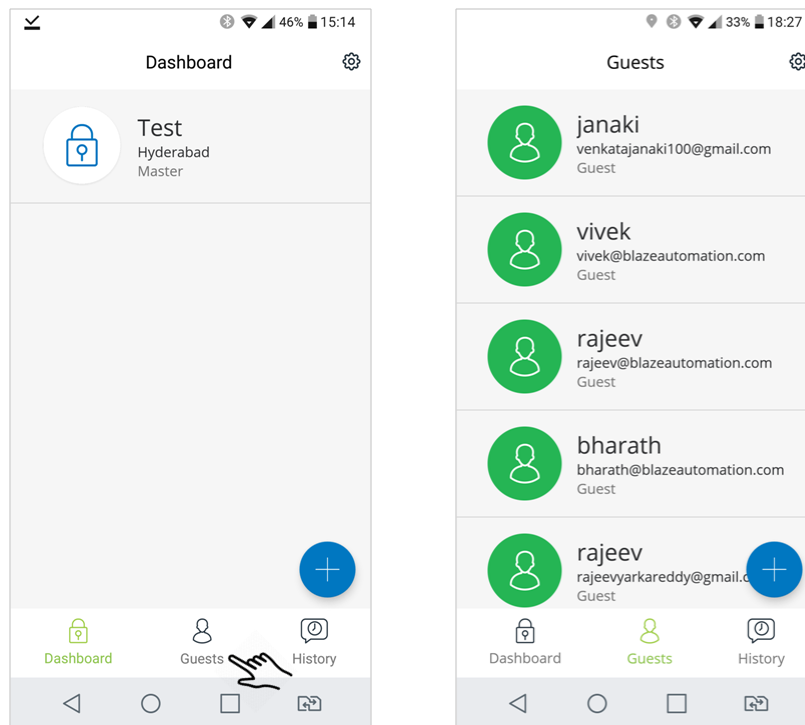 46% 15:14
Dashboard
Test
Hyderabad
Master
Dashboard
Guests
History
33% 18:27
Guests
janaki
venkatajanaki100@gmail.com
Guest
vivek
vivek@blazeautomation.com
Guest
rajeev
rajeev@blazeautomation.com
Guest
bharath
bharath@blazeautomation.com
Guest
rajeev
rajeevyarkareddy@gmail.c
Guest
Dashboard
Guests
History